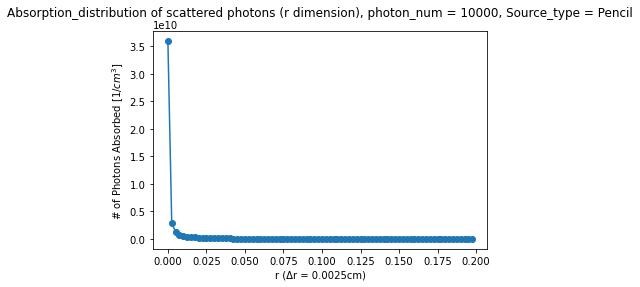 Absorption_distribution of scattered photons (r dimension), photon_num = 10000, Source_type = Pencil
1e10
3.5
3.0
2.5
2.0
1.5
1.0
0.5
0.0
# of Photons Absorbed [1/cm³]
0.000 0.025 0.050 0.075 0.100 0.125 0.150 0.175 0.200
r (Δr = 0.0025cm)